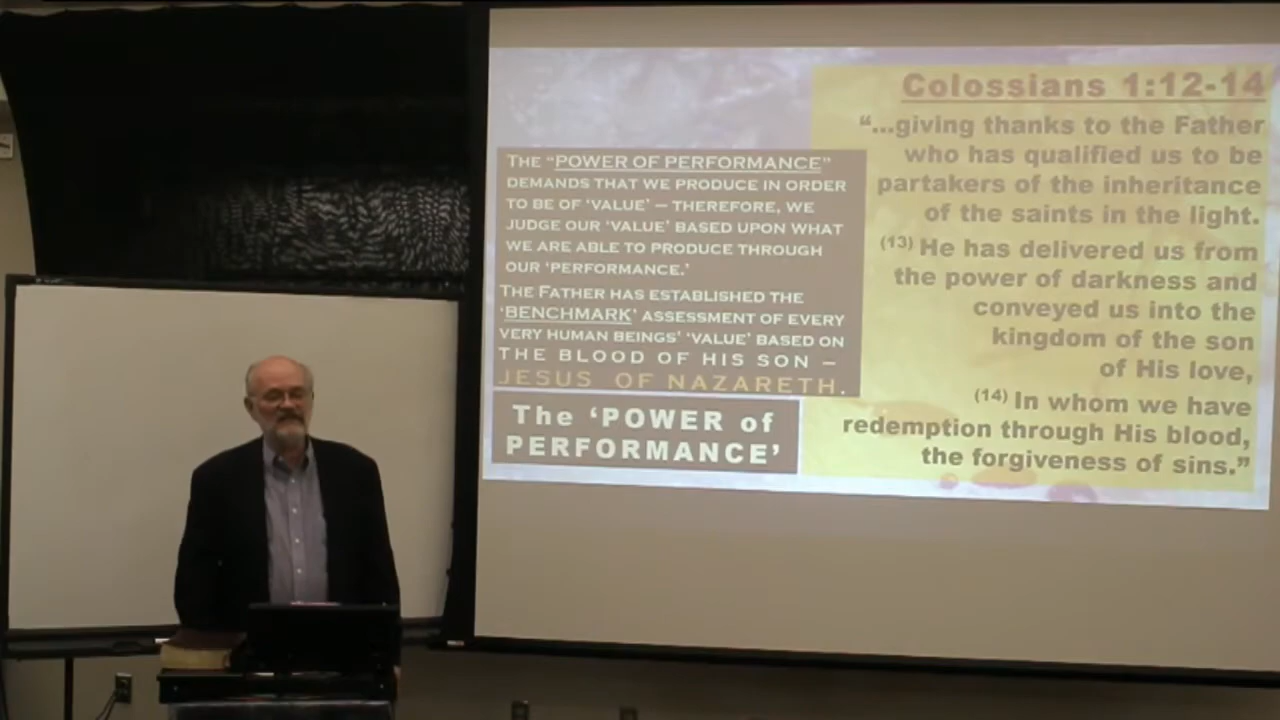 THE "POWER OF PERFORMANCE"
DEMANDS THAT WE PRODUCE IN ORDER
TO BE OF 'VALUE' – THEREFORE, WE
JUDGE OUR 'VALUE' BASED UPON WHAT
WE ARE ABLE TO PRODUCE THROUGH
OUR 'PERFORMANCE.'
THE FATHER HAS ESTABLISHED THE
'BENCHMARK' ASSESSMENT OF EVERY
VERY HUMAN BEINGS' 'VALUE' BASED ON
THE BLOOD OF HIS SON –
JESUS OF NAZARETH.
The 'POWER of
PERFORMANCE'
Colossians 1:12-14
"...giving thanks to the Father
who has qualified us to be
partakers of the inheritance
of the saints in the light.
(13) He has delivered us from
the power of darkness and
conveyed us into the
kingdom of the son
of His love,
(14) In whom we have
redemption through His blood,
the forgiveness of sins."